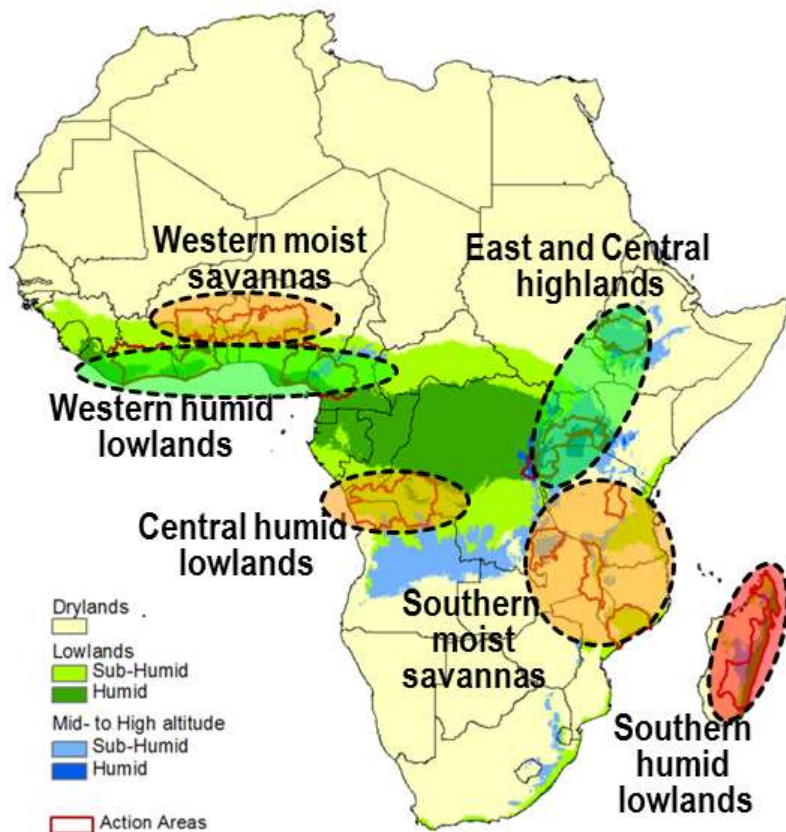 Western moist
savannas
East and Central
highlands
Western humid
lowlands
Central humid
lowlands
Southern
moist
savannas
Southern
humid
lowlands
Drylands
Lowlands
Sub-Humid
Humid
Mid- to High altitude
Sub-Humid
Humid
Action Areas